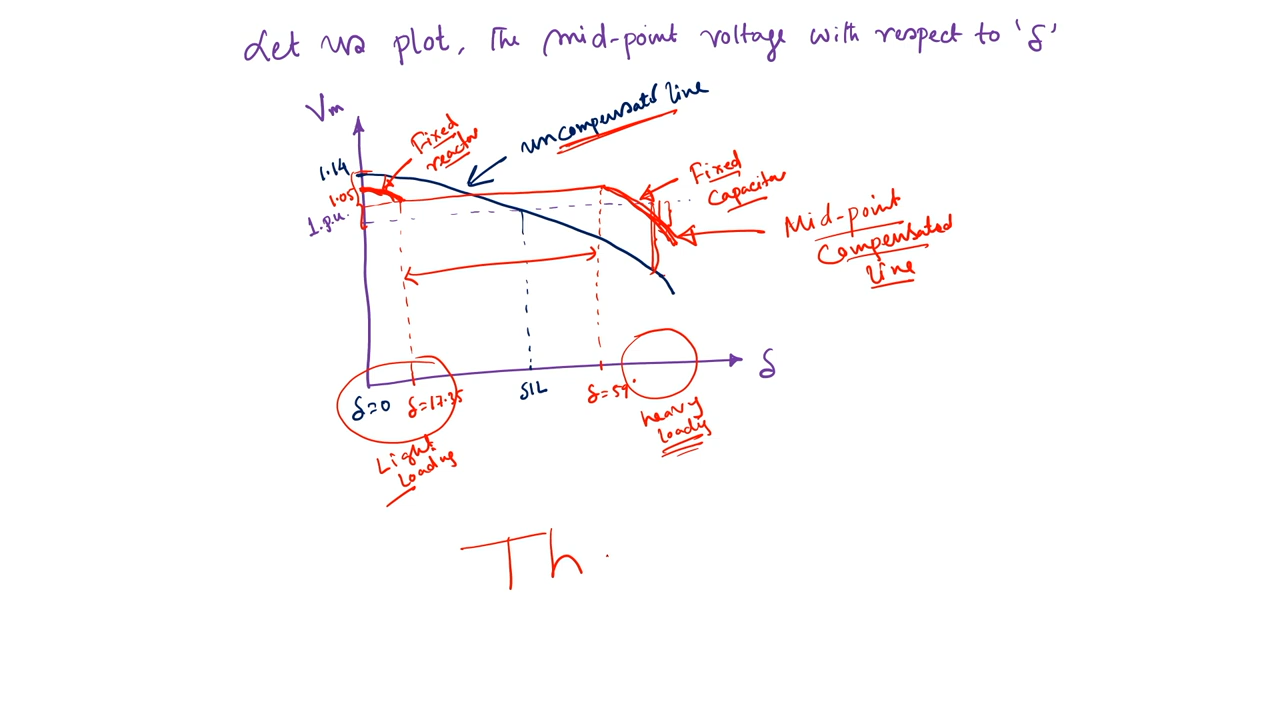 Let us plot, The mid-point voltage with respect to 'δ'
Vm
Fixed
reactor
uncompensated line
1.14
1.05
1.p.u.
Fixed
Capacitor
Mid-point
Compensated
line
δ
δ=0
δ=17.35
SIL
δ=59°
Light
Loading
heavy
loading
Th